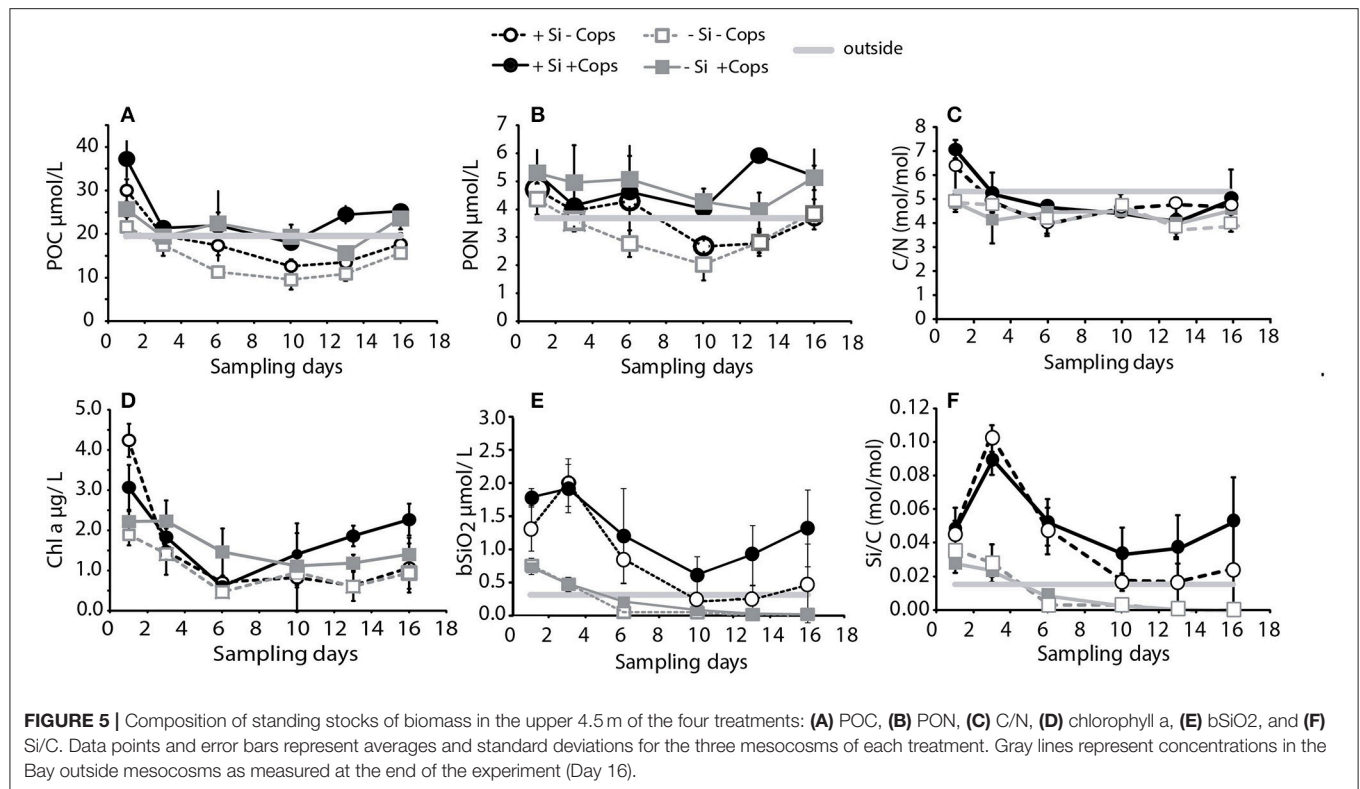 + Si - Cops
- Si - Cops
outside
+ Si +Cops
- Si +Cops
A
POC µmol/L
40
30
20
10
0
0 2 4 6 8 10 12 14 16 18
Sampling days
B
PON µmol/L
7
6
5
4
3
2
1
0
0 2 4 6 8 10 12 14 16 18
Sampling days
C
C/N (mol/mol)
8
7
6
5
4
3
2
1
0
0 2 4 6 8 10 12 14 16 18
Sampling days
D
Chl a µg/ L
5.0
4.0
3.0
2.0
1.0
0.0
0 2 4 6 8 10 12 14 16 18
Sampling days
E
bSiO2 µmol/ L
3.0
2.5
2.0
1.5
1.0
0.5
0.0
0 2 4 6 8 10 12 14 16 18
Sampling days
F
Si/C (mol/mol)
0.12
0.10
0.08
0.06
0.04
0.02
0.00
0 2 4 6 8 10 12 14 16 18
Sampling days
FIGURE 5 | Composition of standing stocks of biomass in the upper 4.5 m of the four treatments: (A) POC, (B) PON, (C) C/N, (D) chlorophyll a, (E) bSiO2, and (F)
Si/C. Data points and error bars represent averages and standard deviations for the three mesocosms of each treatment. Gray lines represent concentrations in the
Bay outside mesocosms as measured at the end of the experiment (Day 16).